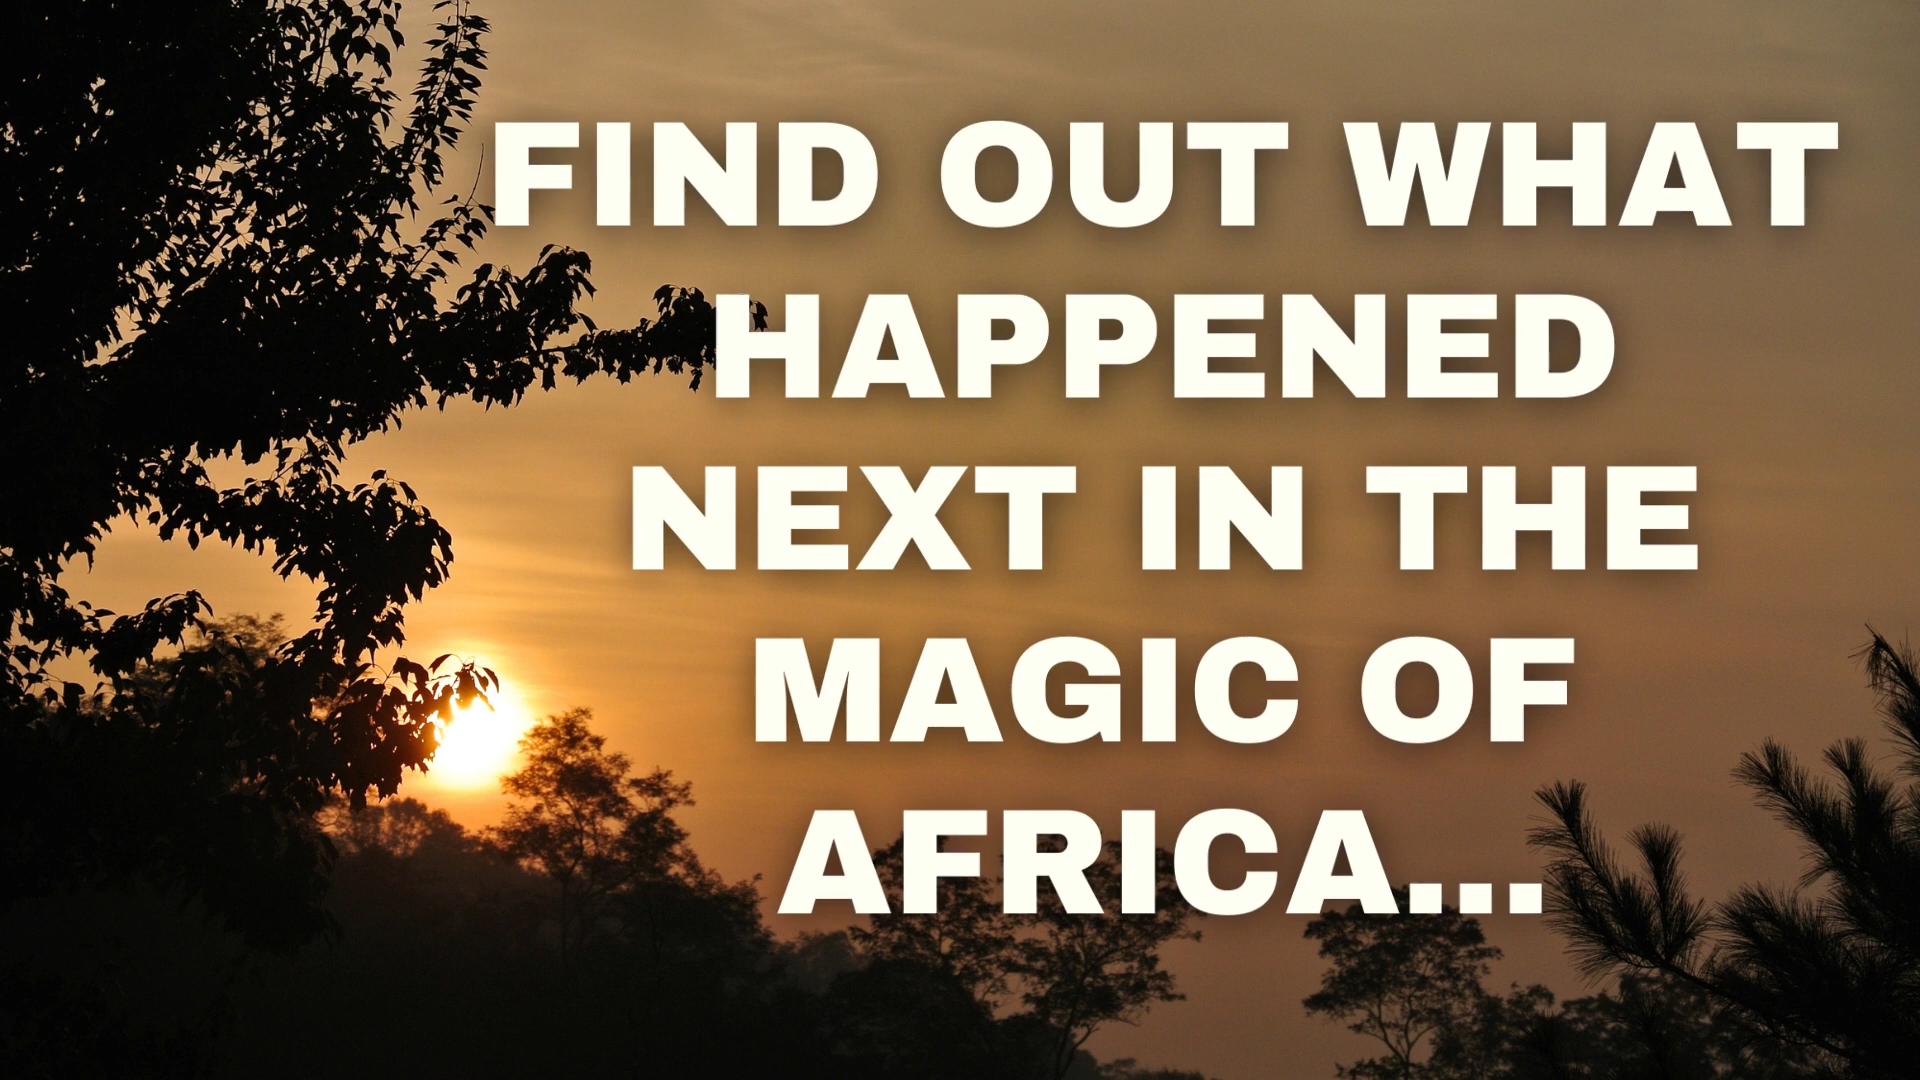 FIND OUT WHAT
HAPPENED
NEXT IN THE
MAGIC OF
AFRICA...